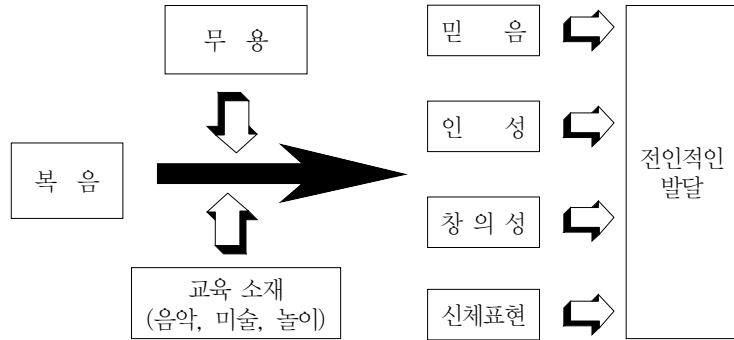 무 용
복 음
교육 소재
(음악, 미술, 놀이)
믿 음
인 성
창 의 성
신체표현
전인적인
발달